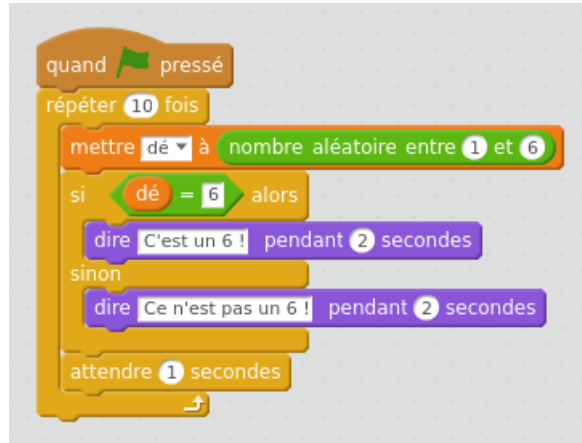 quand pressé
répéter 10 fois
mettre dé à nombre aléatoire entre 1 et 6
si dé = 6 alors
dire C'est un 6 ! pendant 2 secondes
sinon
dire Ce n'est pas un 6 ! pendant 2 secondes
attendre 1 secondes